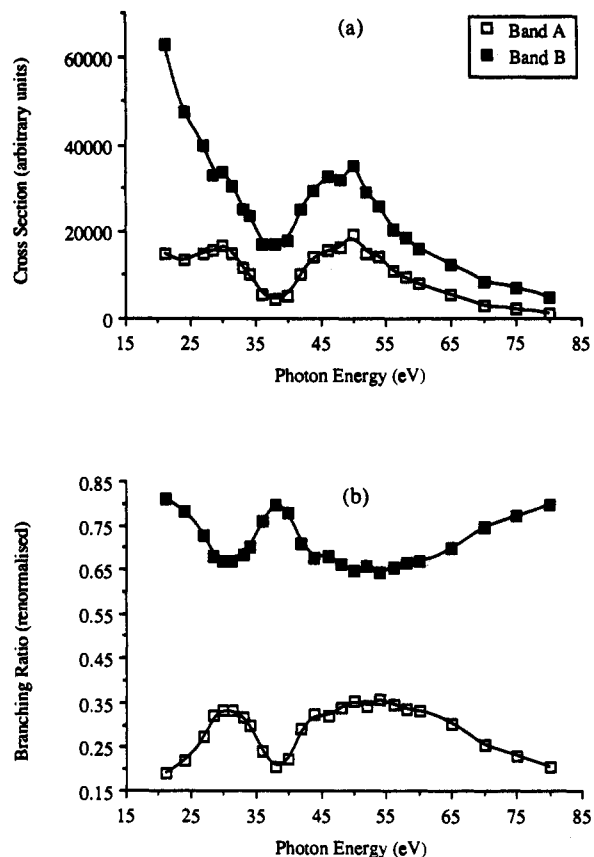 (a)
Band A
Band B
Cross Section (arbitrary units)
60000
40000
20000
0
15 25 35 45 55 65 75 85
Photon Energy (eV)
(b)
Branching Ratio (renormalised)
0.85
0.75
0.65
0.55
0.45
0.35
0.25
0.15
15 25 35 45 55 65 75 85
Photon Energy (eV)